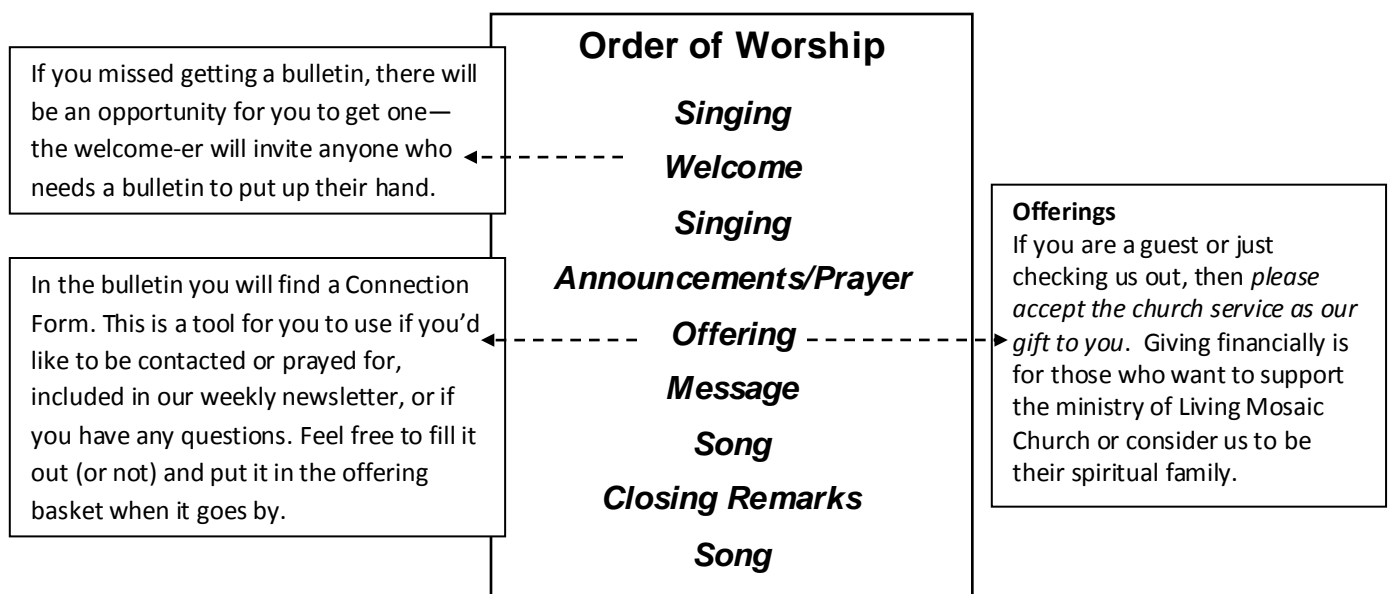 Order of Worship
If you missed getting a bulletin, there will
be an opportunity for you to get one—
the welcome-er will invite anyone who
needs a bulletin to put up their hand.
In the bulletin you will find a Connection
Form. This is a tool for you to use if you’d
like to be contacted or prayed for,
included in our weekly newsletter, or if
you have any questions. Feel free to fill it
out (or not) and put it in the offering
basket when it goes by.
Singing
Welcome
Singing
Announcements/Prayer
Offering
Message
Song
Closing Remarks
Song
Offerings
If you are a guest or just
checking us out, then please
accept the church service as our
gift to you.  Giving financially is
for those who want to support
the ministry of Living Mosaic
Church or consider us to be
their spiritual family.